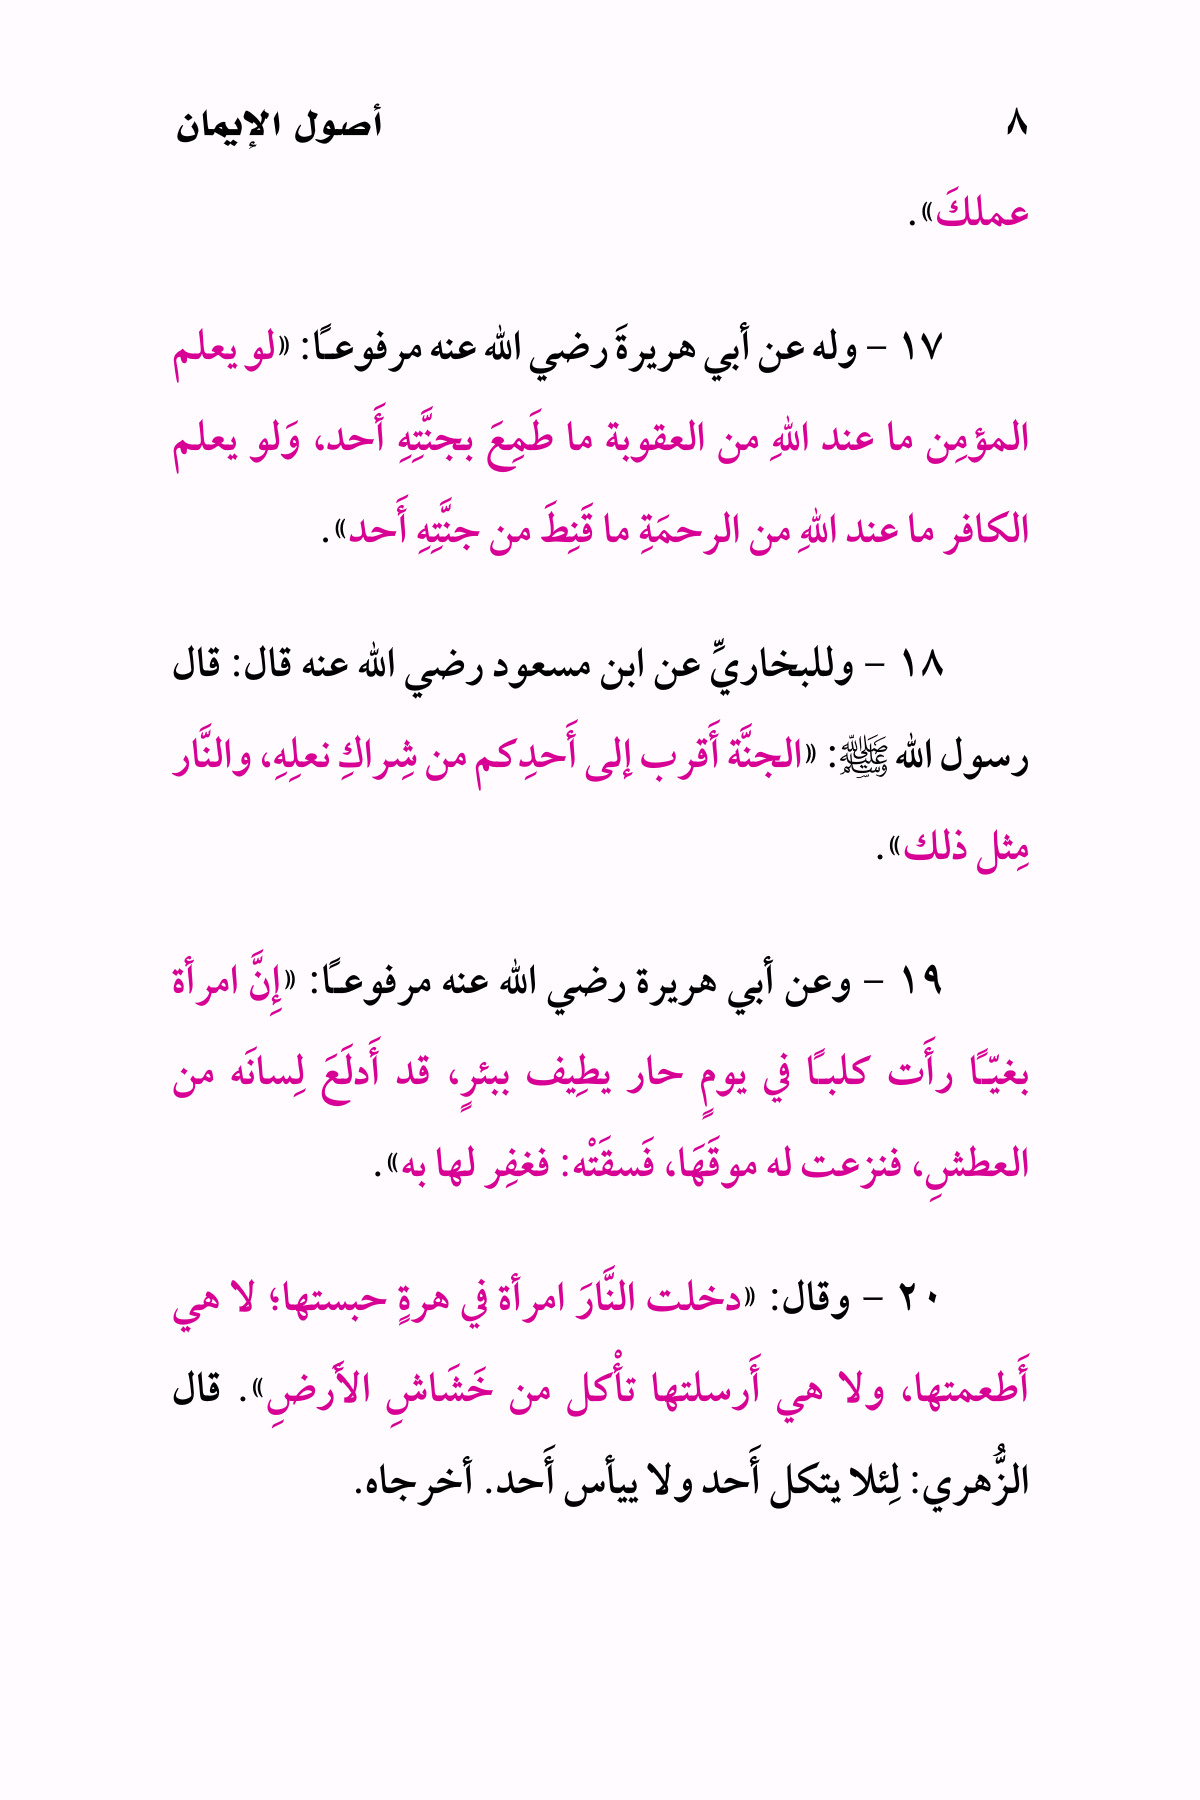 ٨ أصول الإيمان
عملكَ».
١٧ – وله عن أبي هريرةَ رضي الله عنه مرفوعًا: «لو يعلم
المؤمِن ما عند اللهِ من العقوبة ما طَمِعَ بجنَّتِهِ أَحد، وَلو يعلم
الكافر ما عند اللهِ من الرحمَةِ ما قَنِطَ من جنَّتِهِ أَحد».
١٨ – وللبخاريِّ عن ابن مسعود رضي الله عنه قال: قال
رسول الله ﷺ: «الجنَّة أَقرب إلى أَحدِكم من شِراكِ نعلِهِ، والنَّار
مِثل ذلك».
١٩ – وعن أبي هريرة رضي الله عنه مرفوعًا: «إِنَّ امرأة
بغيّـًا رأَت كلبـًا في يومٍ حار يطِيف ببئرٍ، قد أَدلَعَ لِسانَه من
العطشِ، فنزعت له موقَهَا، فَسقَتْه: فغفِر لها به».
٢٠ – وقال: «دخلت النَّارَ امرأة في هرةٍ حبستها؛ لا هي
أَطعمتها، ولا هي أَرسلتها تأْكل من خَشَاشِ الأَرضِ». قال
الزُّهري: لِئلا يتكل أَحد ولا ييأس أَحد. أخرجاه.